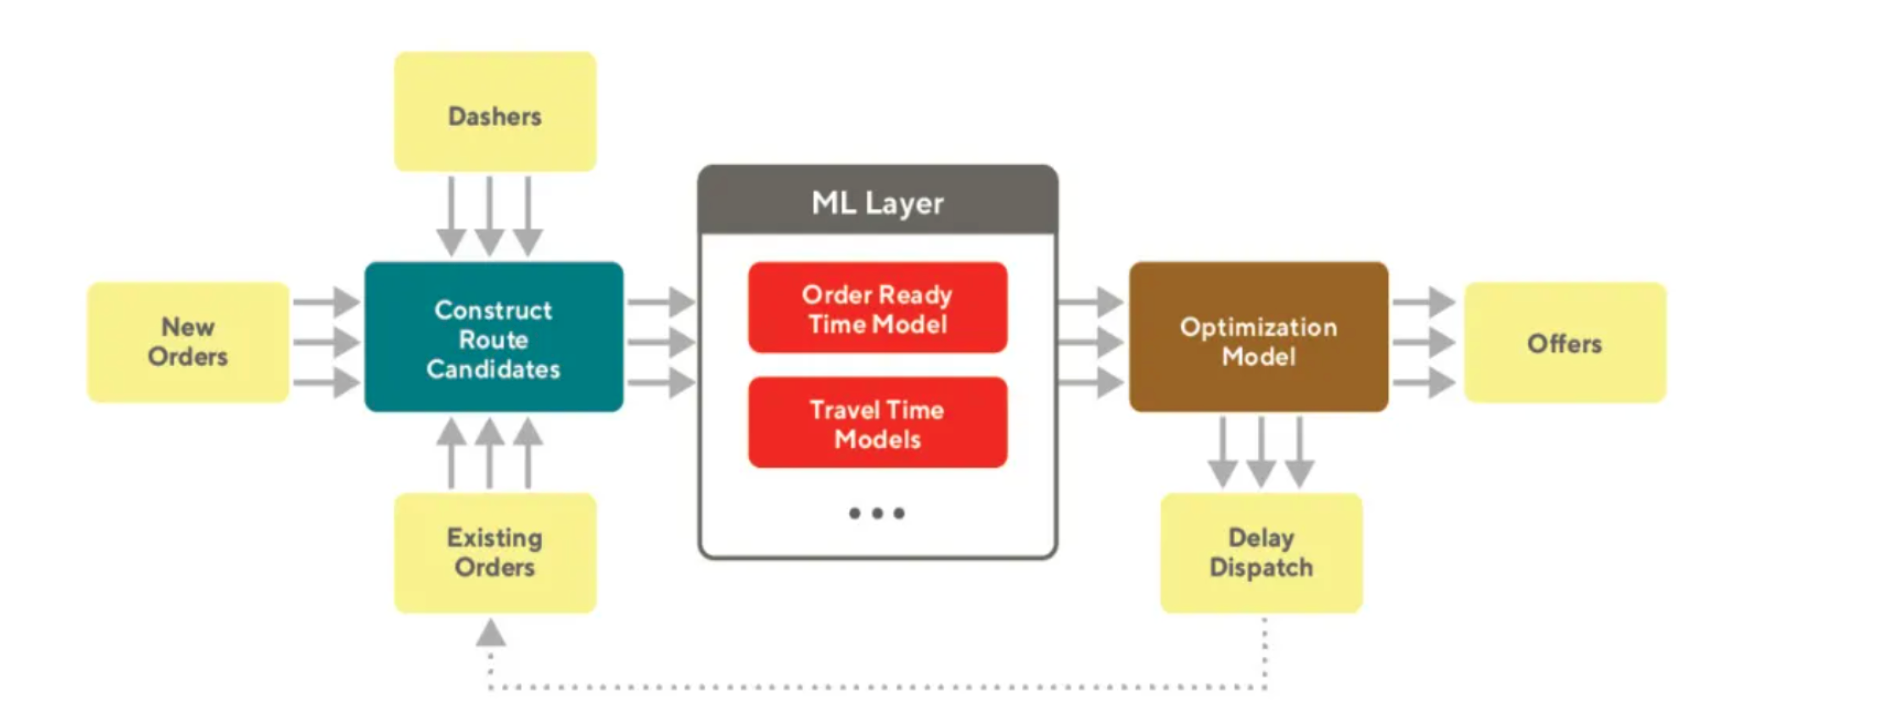 Dashers
ML Layer
New
Orders
Construct
Route
Candidates
Order Ready
Time Model
Travel Time
Models
•••
Optimization
Model
Offers
Existing
Orders
Delay
Dispatch